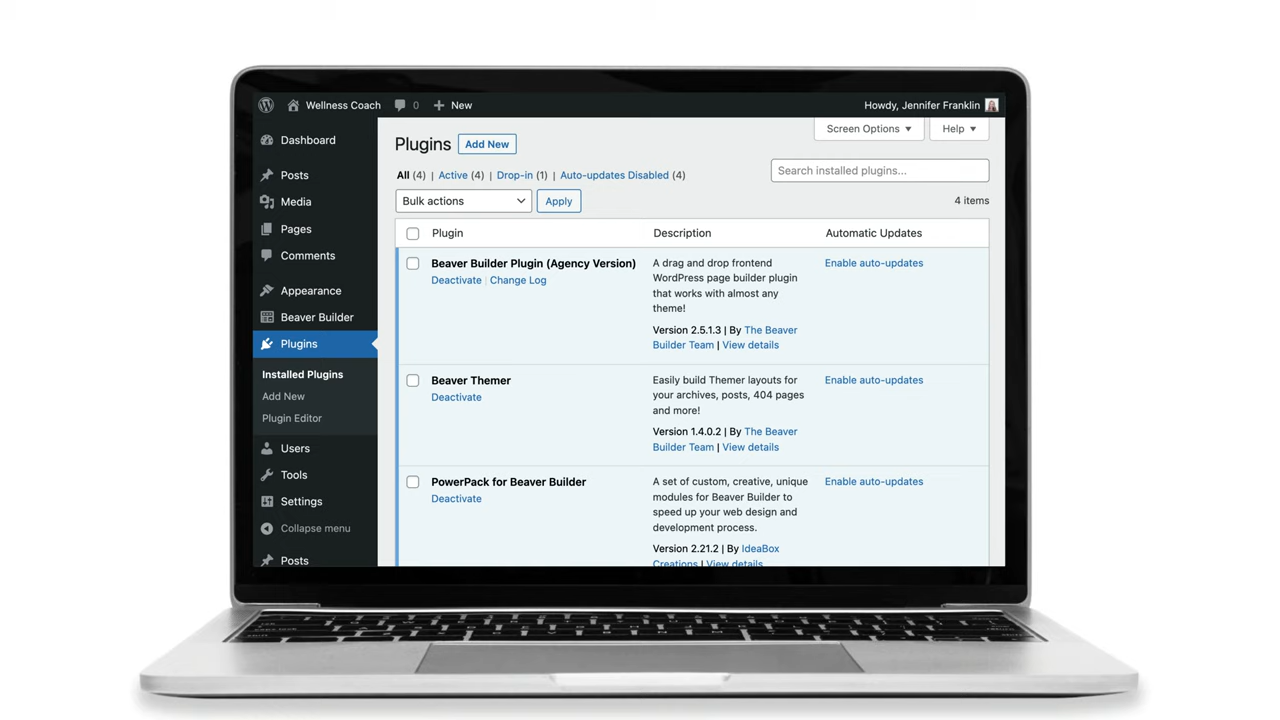 Wellness Coach 0 New Howdy, Jennifer Franklin
Dashboard
Posts
Media
Pages
Comments
Appearance
Beaver Builder
Plugins
Installed Plugins
Add New
Plugin Editor
Users
Tools
Settings
Collapse menu
Posts
Screen Options Help
Plugins Add New
All (4) | Active (4) | Drop-in (1) | Auto-updates Disabled (4)
Search installed plugins...
Bulk actions Apply 4 items
Plugin Description Automatic Updates
Beaver Builder Plugin (Agency Version)
Deactivate | Change Log
A drag and drop frontend
WordPress page builder plugin
that works with almost any
theme!
Version 2.5.1.3 | By The Beaver
Builder Team | View details
Enable auto-updates
Beaver Themer
Deactivate
Easily build Themer layouts for
your archives, posts, 404 pages
and more!
Version 1.4.0.2 | By The Beaver
Builder Team | View details
Enable auto-updates
PowerPack for Beaver Builder
Deactivate
A set of custom, creative, unique
modules for Beaver Builder to
speed up your web design and
development process.
Version 2.21.2 | By IdeaBox
Creations | View details
Enable auto-updates